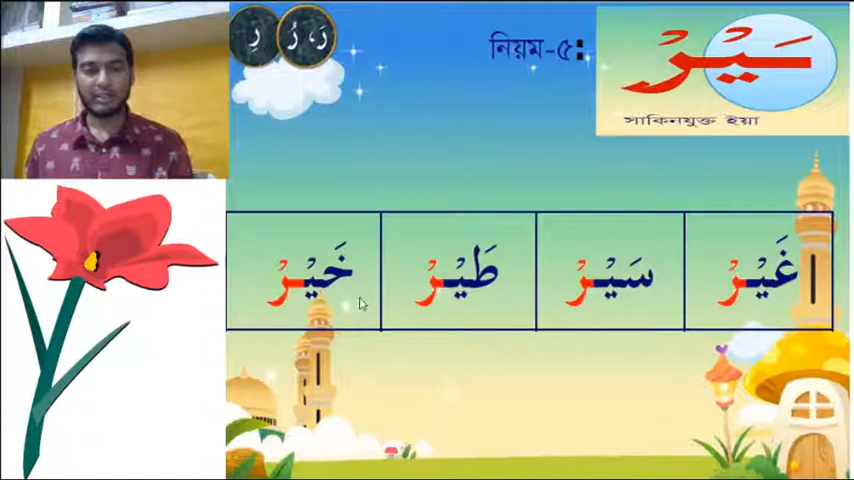 رِ
رَ، رُ
নিয়ম-৫:
سَيْرْ
সাকিনযুক্ত ইয়া
غَيْرْ سَيْرْ طَيْرْ خَيْرْ